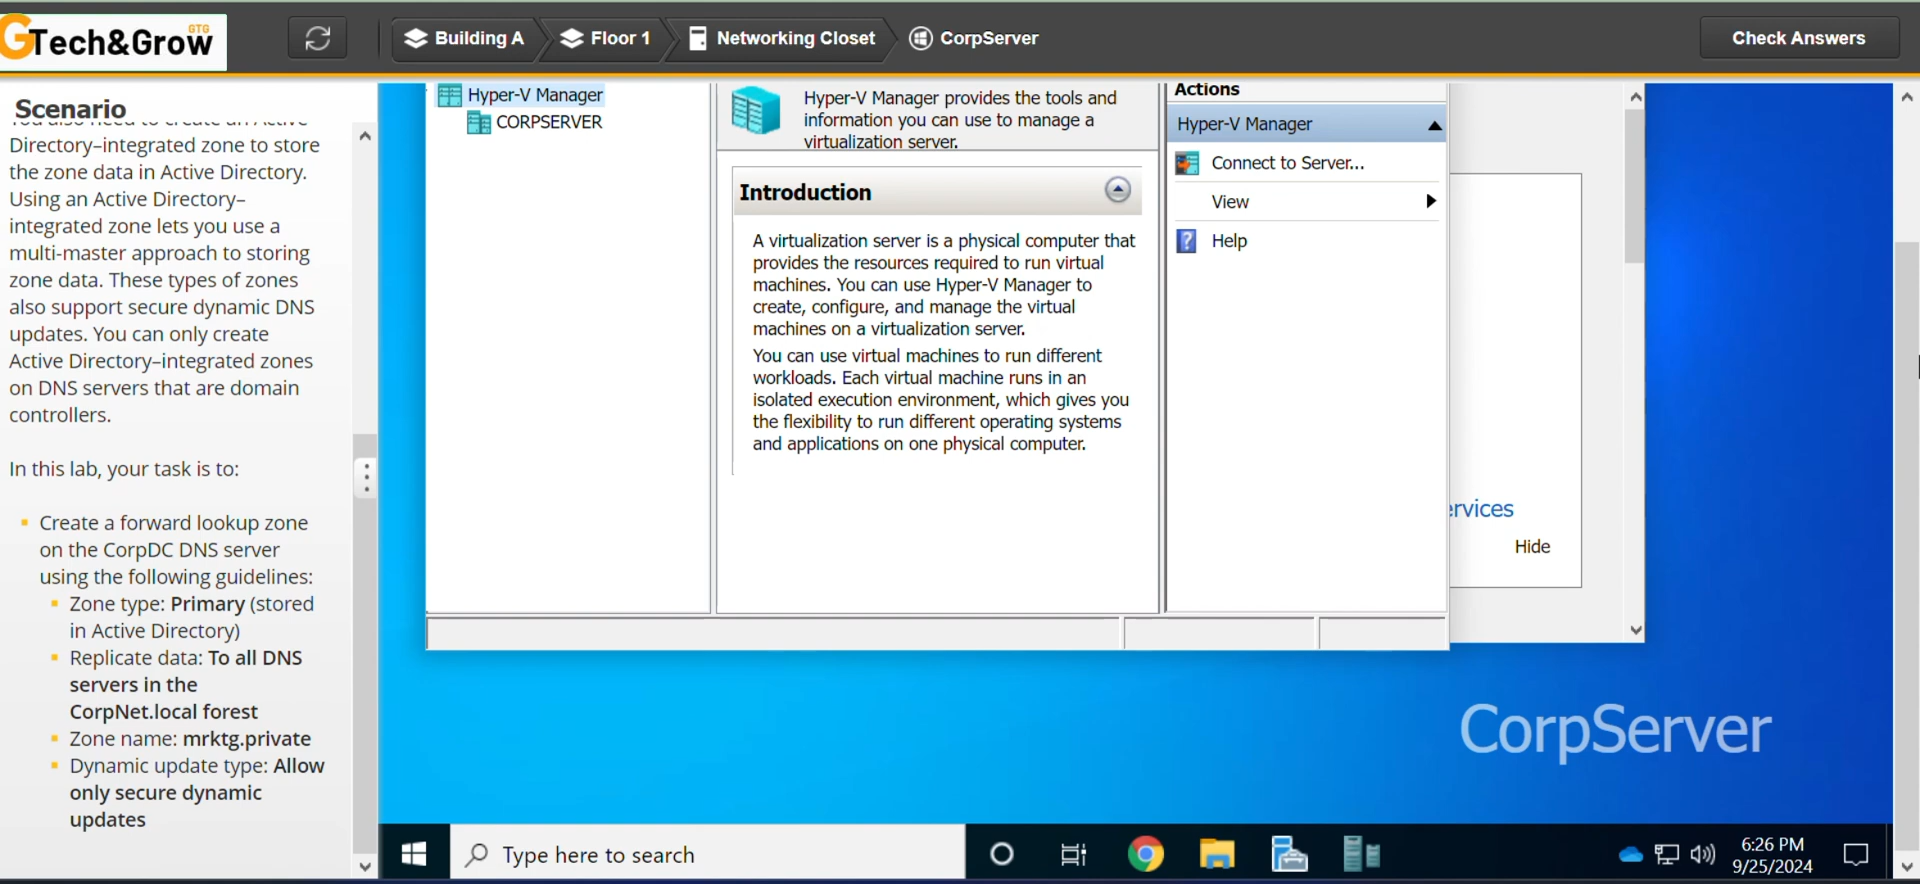 GTech&Grow
GTG
Building A
Floor 1
Networking Closet
CorpServer
Check Answers
Scenario
You also need to create an Active
Directory–integrated zone to store
the zone data in Active Directory.
Using an Active Directory–
integrated zone lets you use a
multi-master approach to storing
zone data. These types of zones
also support secure dynamic DNS
updates. You can only create
Active Directory–integrated zones
on DNS servers that are domain
controllers.
In this lab, your task is to:
Create a forward lookup zone
on the CorpDC DNS server
using the following guidelines:
Zone type: Primary (stored
in Active Directory)
Replicate data: To all DNS
servers in the
CorpNet.local forest
Zone name: mrktg.private
Dynamic update type: Allow
only secure dynamic
updates
Hyper-V Manager
CORPSERVER
Hyper-V Manager provides the tools and
information you can use to manage a
virtualization server.
Introduction
A virtualization server is a physical computer that
provides the resources required to run virtual
machines. You can use Hyper-V Manager to
create, configure, and manage the virtual
machines on a virtualization server.
You can use virtual machines to run different
workloads. Each virtual machine runs in an
isolated execution environment, which gives you
the flexibility to run different operating systems
and applications on one physical computer.
Actions
Hyper-V Manager
Connect to Server...
View
Help
ervices
Hide
CorpServer
Type here to search
6:26 PM
9/25/2024